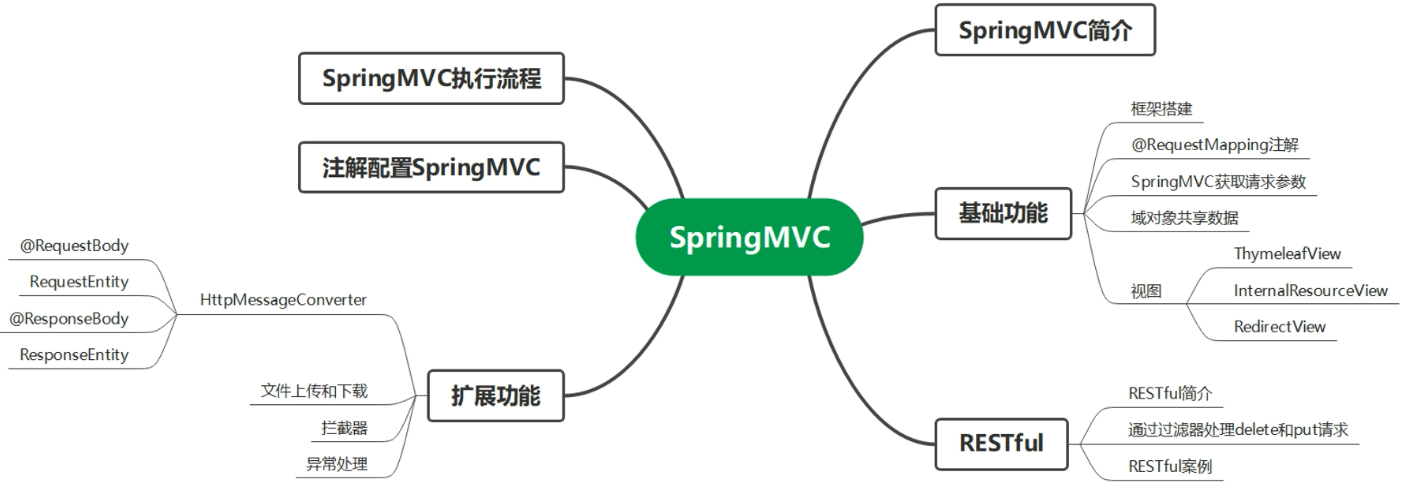 SpringMVC
SpringMVC简介
基础功能
框架搭建
@RequestMapping注解
SpringMVC获取请求参数
域对象共享数据
视图
ThymeleafView
InternalResourceView
RedirectView
RESTful
RESTful简介
通过过滤器处理delete和put请求
RESTful案例
SpringMVC执行流程
注解配置SpringMVC
扩展功能
HttpMessageConverter
@RequestBody
RequestEntity
@ResponseBody
ResponseEntity
文件上传和下载
拦截器
异常处理